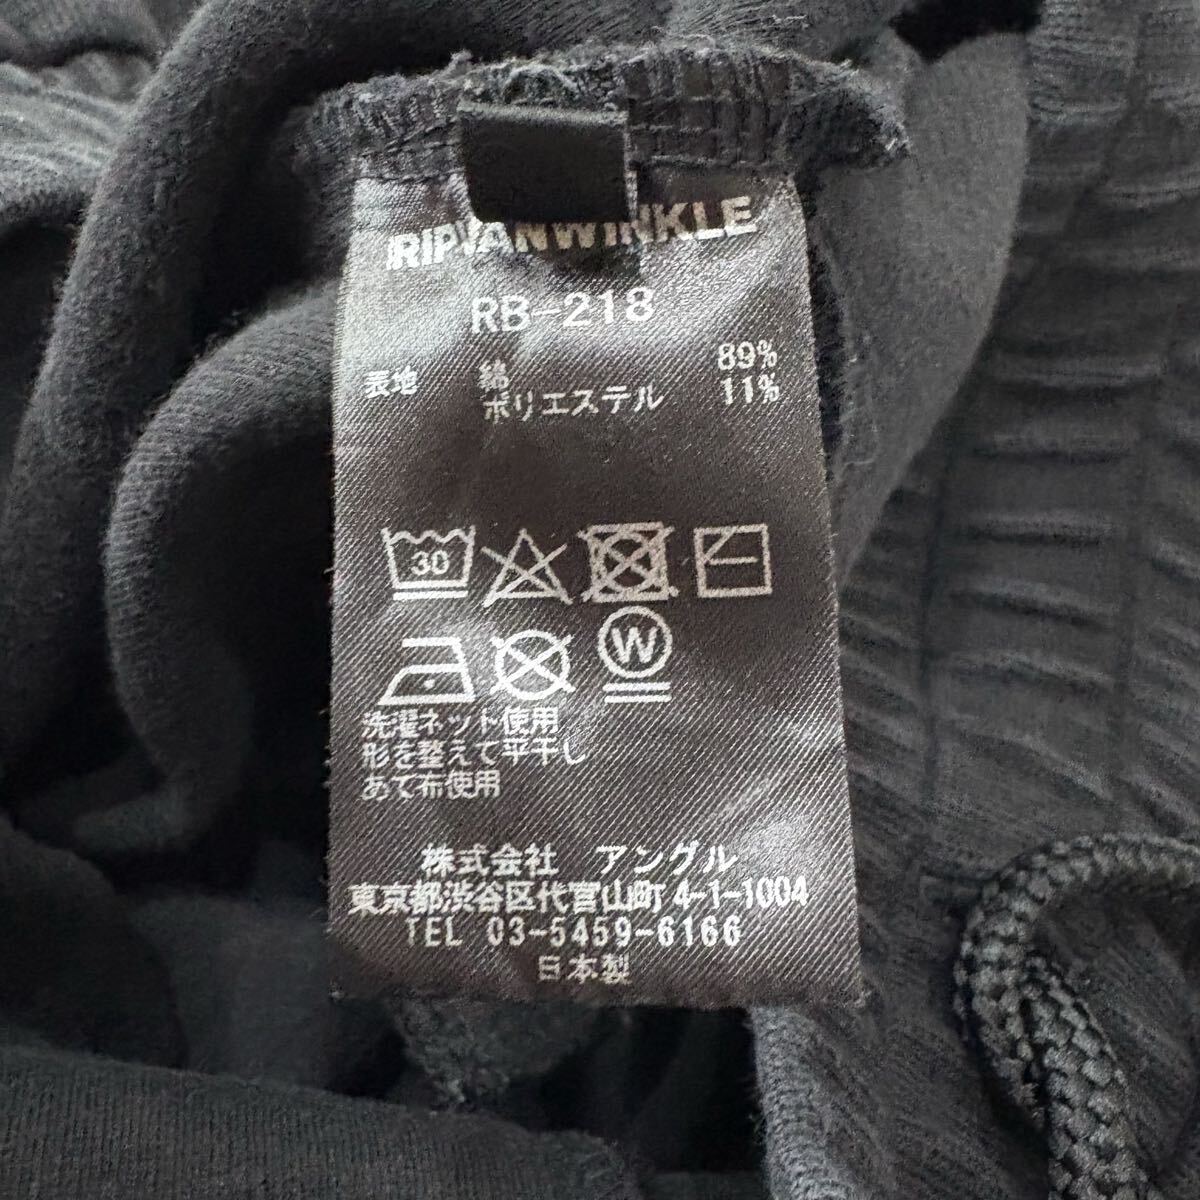 RIPVANWINKLE
RB-218
表地 綿 89%
ポリエステル 11%
30
W
洗濯ネット使用
形を整えて平干し
あて布使用
株式会社 アングル
東京都渋谷区代官山町4-1-1004
TEL 03-5459-6166
日本製